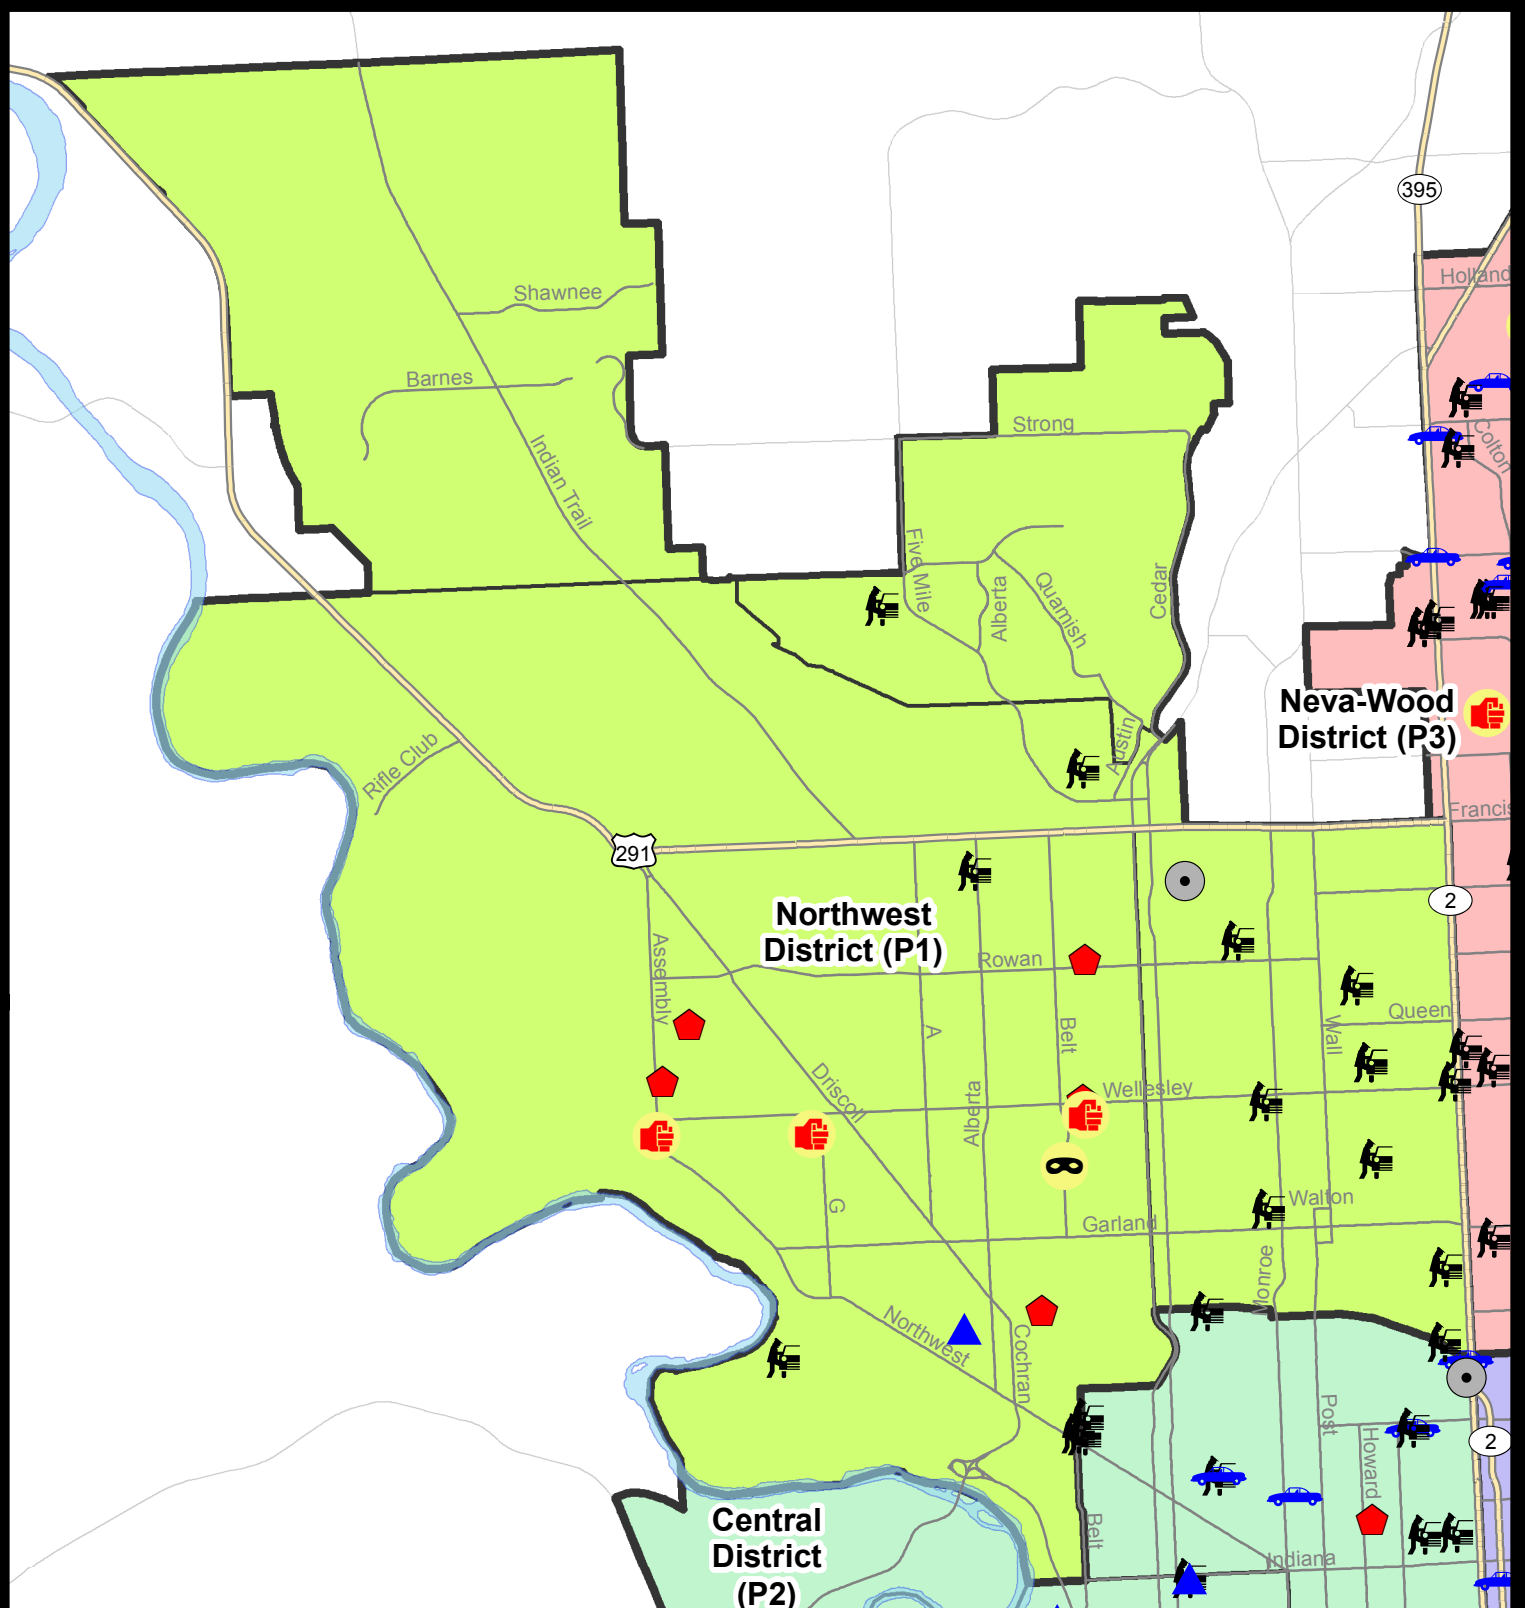 395
Holland
Shawnee
Barnes
Strong
Colton
Indian Trail
Five Mile
Alberta
Quamish
Cedar
Neva-Wood
District (P3)
Austin
Rifle Club
Francis
291
2
Northwest
District (P1)
Assembly
Rowan
A
Belt
Wall
Queen
Driscoll
Alberta
Wellesley
G
Walton
Garland
Monroe
Northwest
Cochran
Post
Howard
2
Central
District
(P2)
Belt
Indiana